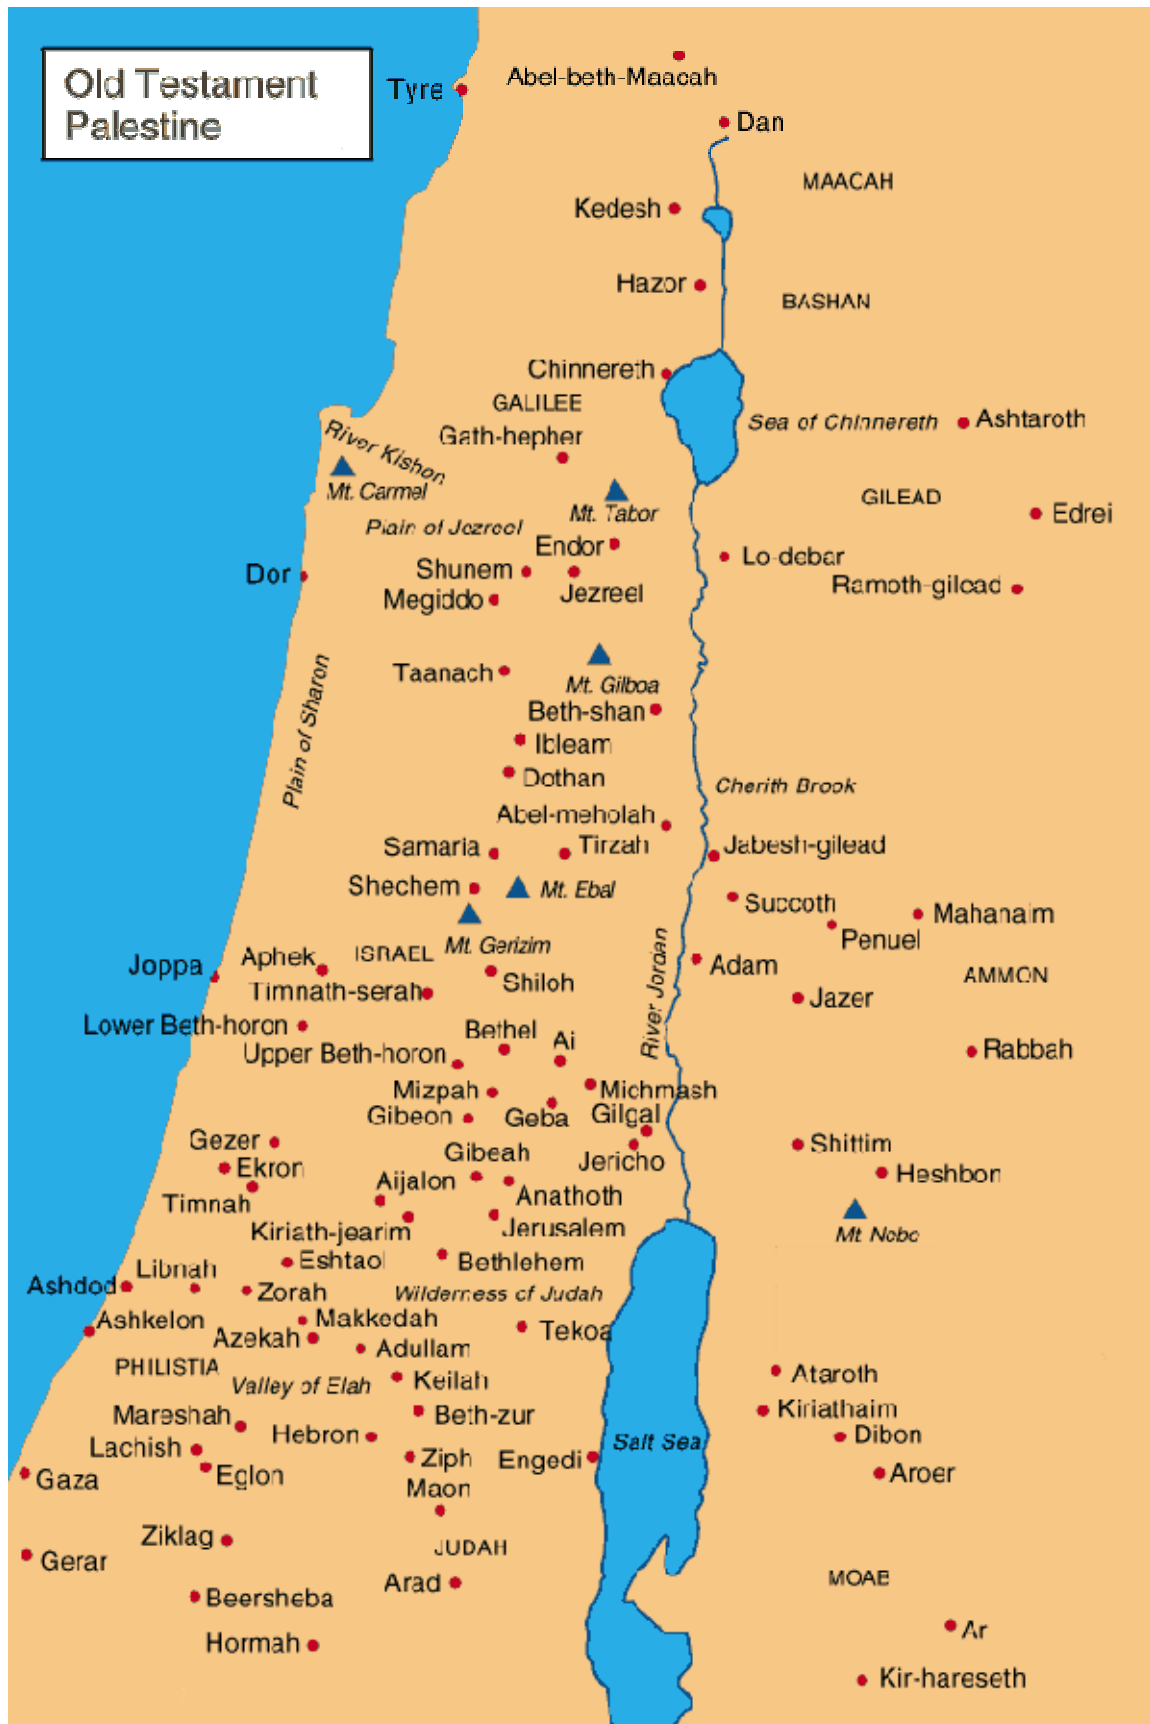 Old Testament
Palestine
Tyre
Abel-beth-Maacah
Dan
MAACAH
Kedesh
Hazor
BASHAN
Chinnereth
GALILEE
Sea of Chinnereth
Ashtaroth
Gath-hepher
River Kishon
Mt. Carmel
GILEAD
Mt. Tabor
Edrei
Plain of Jezreel
Endor
Lo-debar
Shunem
Dor
Ramoth-gilead
Jezreel
Megiddo
Taanach
Mt. Gilboa
Plain of Sharon
Beth-shan
Ibleam
Dothan
Cherith Brook
Abel-meholah
Samaria
Tirzah
Jabesh-gilead
Shechem
Mt. Ebal
Succoth
Mahanaim
Penuel
Mt. Gerizim
ISRAEL
Aphek
Joppa
Adam
AMMON
Shiloh
Timnath-serah
Jazer
River Jordan
Lower Beth-horon
Bethel
Ai
Upper Beth-horon
Rabbah
Mizpah
Michmash
Gibeon
Geba
Gilgal
Gezer
Shittim
Gibeah
Jericho
Ekron
Heshbon
Aijalon
Anathoth
Timnah
Kiriath-jearim
Jerusalem
Mt. Nebo
Eshtaol
Bethlehem
Libnah
Ashdod
Zorah
Wilderness of Judah
Ashkelon
Makkedah
Azekah
Tekoa
Adullam
PHILISTIA
Ataroth
Valley of Elah
Keilah
Kiriathaim
Mareshah
Beth-zur
Hebron
Dibon
Salt Sea
Lachish
Ziph
Engedi
Eglon
Aroer
Gaza
Maon
Ziklag
JUDAH
Gerar
MOAB
Arad
Beersheba
Ar
Hormah
Kir-hareseth